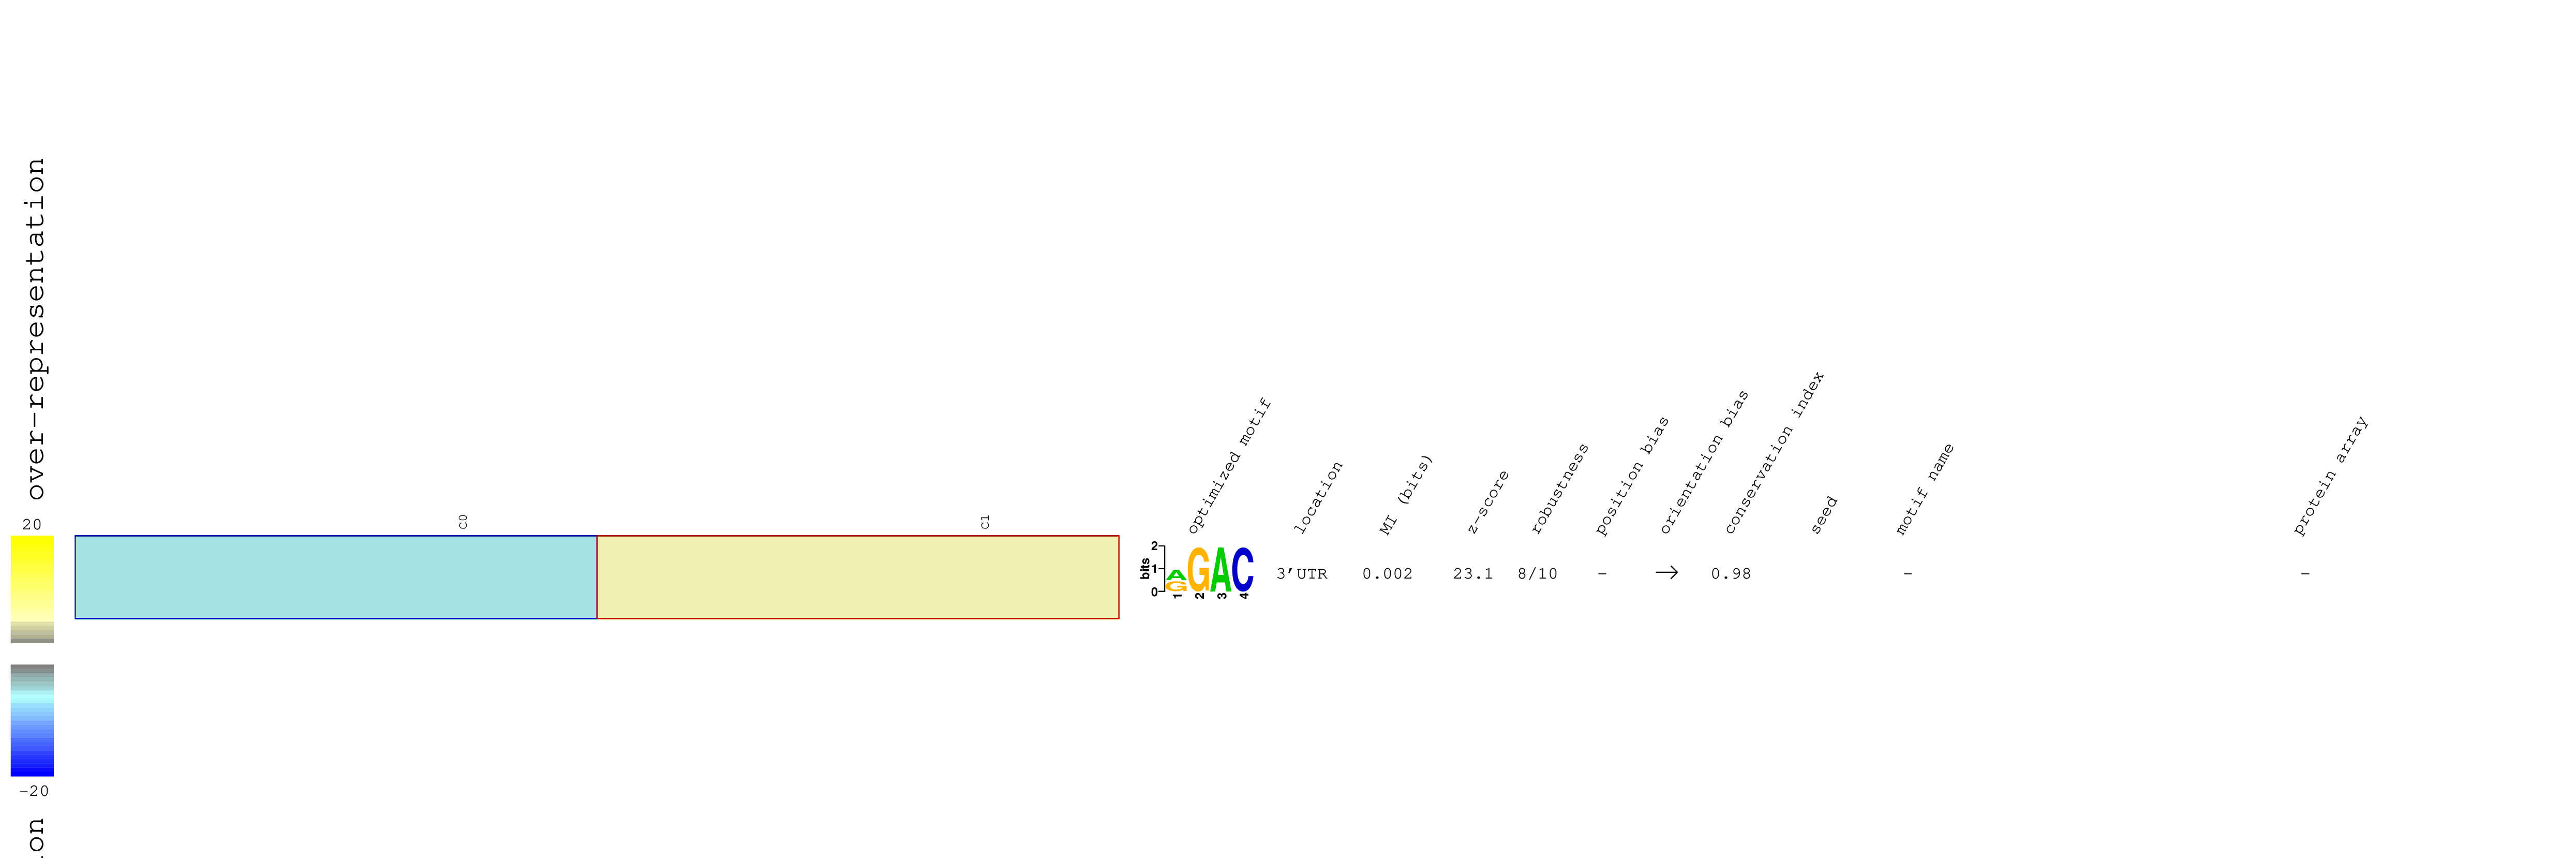 over-representation
20
-20
on
C0
C1
optimized motif
location
MI (bits)
z-score
robustness
position bias
orientation bias
conservation index
seed
motif name
protein array
bits
2
1
0
AGGAC
1 2 3 4
3'UTR 0.002 23.1 8/10 - → 0.98 - -